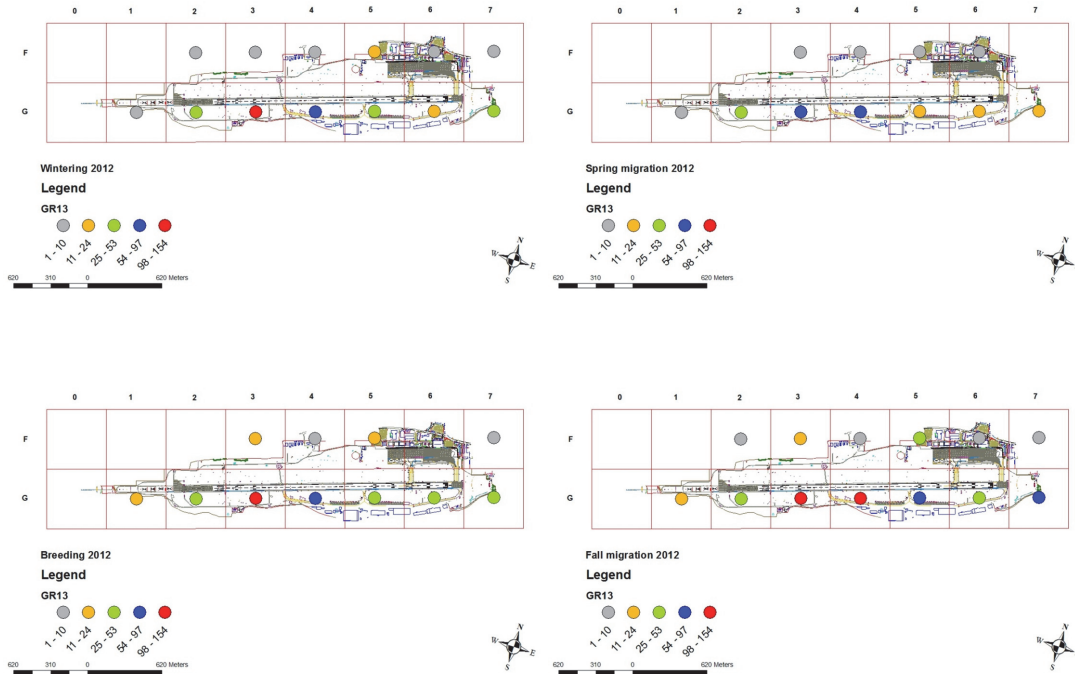 0 1 2 3 4 5 6 7
F
G
Wintering 2012
Legend
GR13
1 - 10 11 - 24 25 - 53 54 - 97 98 - 154
N
W E
S
620 310 0 620 Meters
0 1 2 3 4 5 6 7
F
G
Spring migration 2012
Legend
GR13
1 - 10 11 - 24 25 - 53 54 - 97 98 - 154
N
W E
S
620 310 0 620 Meters
0 1 2 3 4 5 6 7
F
G
Breeding 2012
Legend
GR13
1 - 10 11 - 24 25 - 53 54 - 97 98 - 154
N
W E
S
620 310 0 620 Meters
0 1 2 3 4 5 6 7
F
G
Fall migration 2012
Legend
GR13
1 - 10 11 - 24 25 - 53 54 - 97 98 - 154
N
W E
S
620 310 0 620 Meters